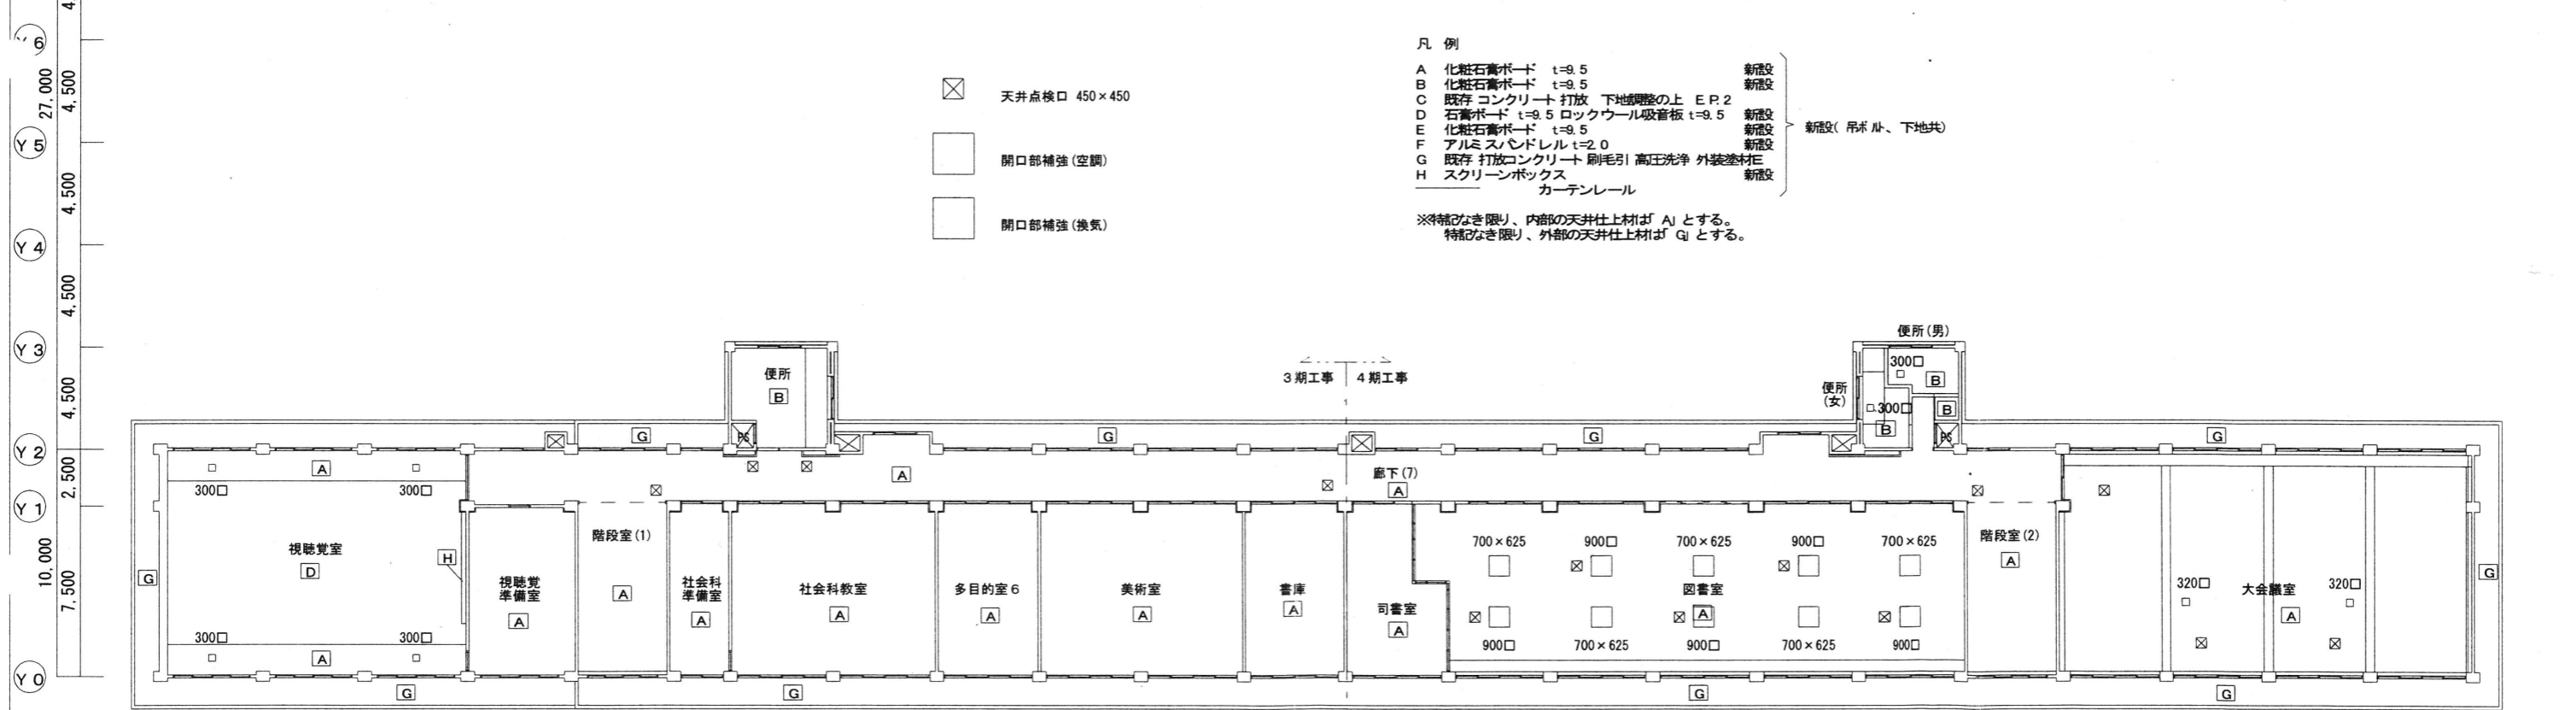 凡 例
A 化粧石膏ボード t=9.5 新設
B 化粧石膏ボード t=9.5 新設
C 既存 コンクリート 打放 下地調整の上 E P.2
D 石膏ボード t=9.5 ロックウール吸音板 t=9.5 新設
E 化粧石膏ボード t=9.5 新設
F アルミスパンドレル t=2.0 新設
G 既存 打放コンクリート 刷毛引 高圧洗浄 外装塗材E
H スクリーンボックス 新設
カーテンレール
新設( 吊ボルト、下地共)
※特記なき限り、内部の天井仕上材は「 A」とする。
特記なき限り、外部の天井仕上材は「 G」とする。
天井点検口 450×450
開口部補強(空調)
開口部補強(換気)
Y 6
Y 5
Y 4
Y 3
Y 2
Y 1
Y 0
27,000
4,500
4,500
4,500
4,500
2,500
10,000
7,500
3期工事 4期工事
便所
B
便所(男)
300□
B
便所
(女)
300□
B
B
PS
PS
G
G
G
G
A
300□ 300□
視聴覚室
D
H
300□ 300□
A
G
視聴覚
準備室
A
階段室(1)
A
社会科
準備室
A
社会科教室
A
多目的室6
A
美術室
A
書庫
A
A
廊下(7)
A
司書室
A
700×625 900□ 700×625 900□ 700×625
図書室
A
900□ 700×625 900□ 700×625 900□
階段室(2)
A
320□ 320□
大会議室
A
G
G
G
G
G